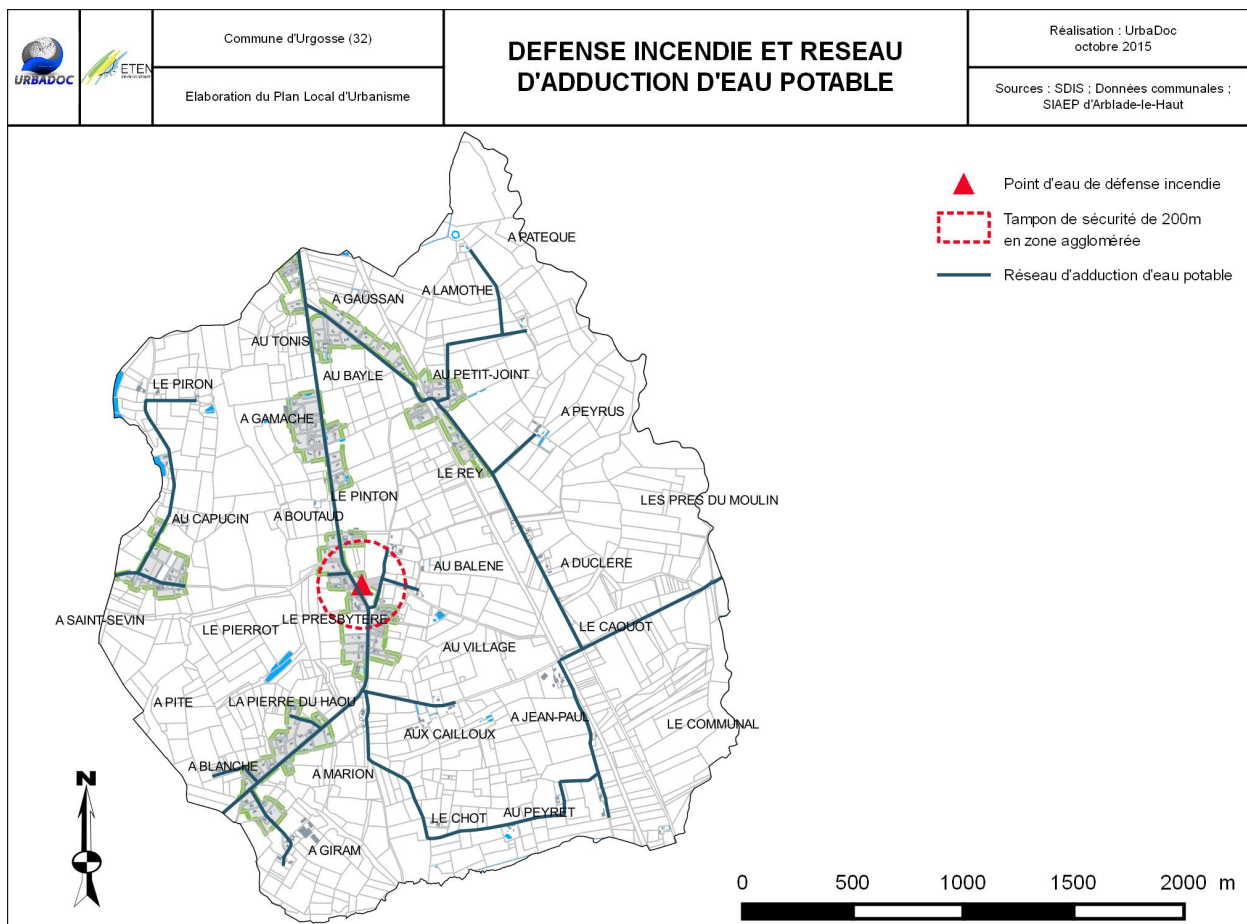 URBADOC
ETEN
Commune d'Urgosse (32)
Elaboration du Plan Local d'Urbanisme
DEFENSE INCENDIE ET RESEAU
D'ADDUCTION D'EAU POTABLE
Réalisation : UrbaDoc
octobre 2015
Sources : SDIS ; Données communales ;
SIAEP d'Arblade-le-Haut
Point d'eau de défense incendie
Tampon de sécurité de 200m
en zone agglomérée
Réseau d'adduction d'eau potable
A PATEQUE
A LAMOTHE
A GAUSSAN
AU TONIS
AU BAYLE
AU PETIT-JOINT
LE PIRON
A GAMACHE
A PEYRUS
LE REY
LE PINTON
LES PRES DU MOULIN
A BOUTAUD
AU CAPUCIN
AU BALENE
A DUCLERE
A SAINT-SEVIN
LE PRESBYTERE
LE PIERROT
LE CAOUOT
AU VILLAGE
A PITE
LA PIERRE DU HAOU
A JEAN-PAUL
LE COMMUNAL
AUX CAILLOUX
A BLANCHE
A MARION
LE CHOT
AU PEYRET
A GIRAM
N
0 500 1000 1500 2000 m